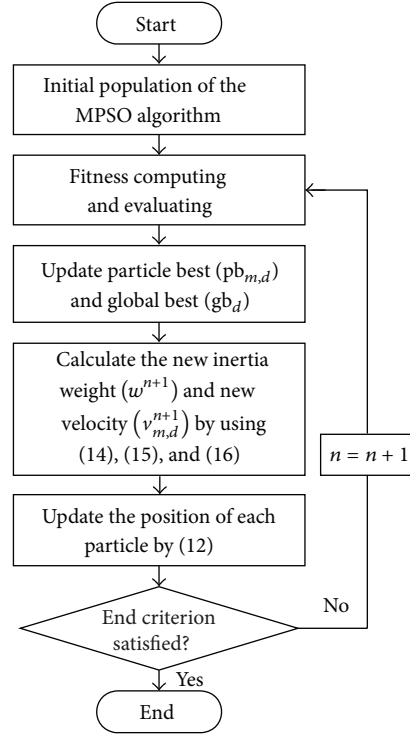 Start
Initial population of the
MPSO algorithm
Fitness computing
and evaluating
Update particle best (pb_{m,d})
and global best (gb_d)
Calculate the new inertia
weight (w^{n+1}) and new
velocity (v_{m,d}^{n+1}) by using
(14), (15), and (16)
n = n + 1
Update the position of each
particle by (12)
End criterion
satisfied?
No
Yes
End